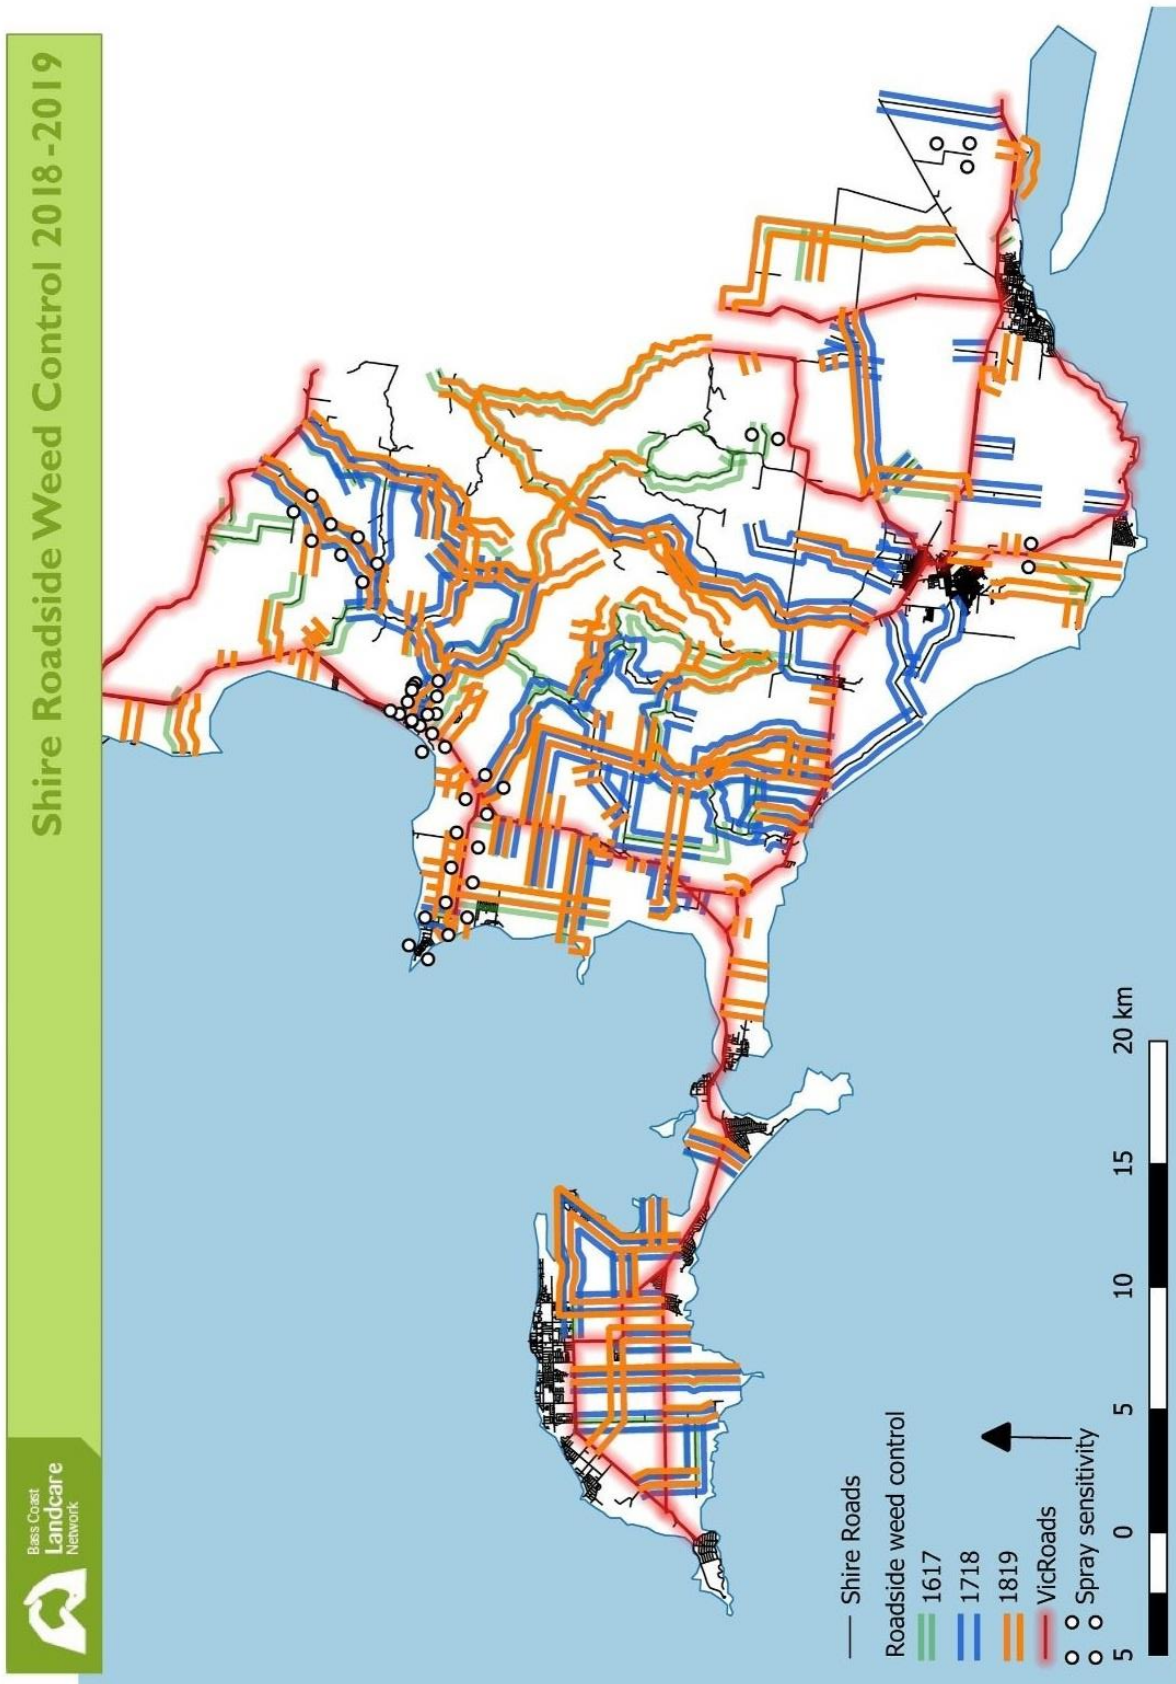 Bass Coast
Landcare
Network
Shire Roadside Weed Control 2018-2019
Shire Roads
Roadside weed control
1617
1718
1819
VicRoads
Spray sensitivity
5 0 5 10 15 20 km